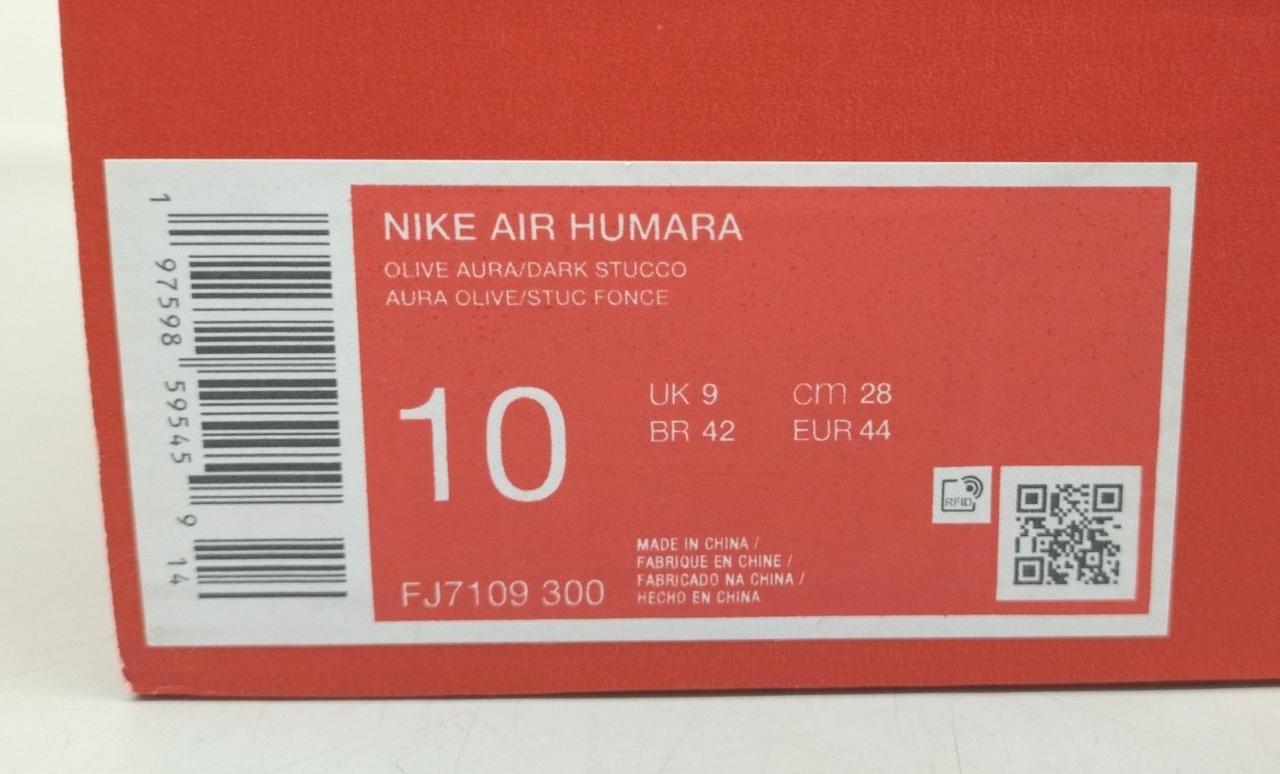 NIKE AIR HUMARA
OLIVE AURA/DARK STUCCO
AURA OLIVE/STUC FONCE
10
UK 9 cm 28
BR 42 EUR 44
RFID
MADE IN CHINA /
FABRIQUE EN CHINE /
FABRICADO NA CHINA /
HECHO EN CHINA
FJ7109 300
1 97598 59545 9 14